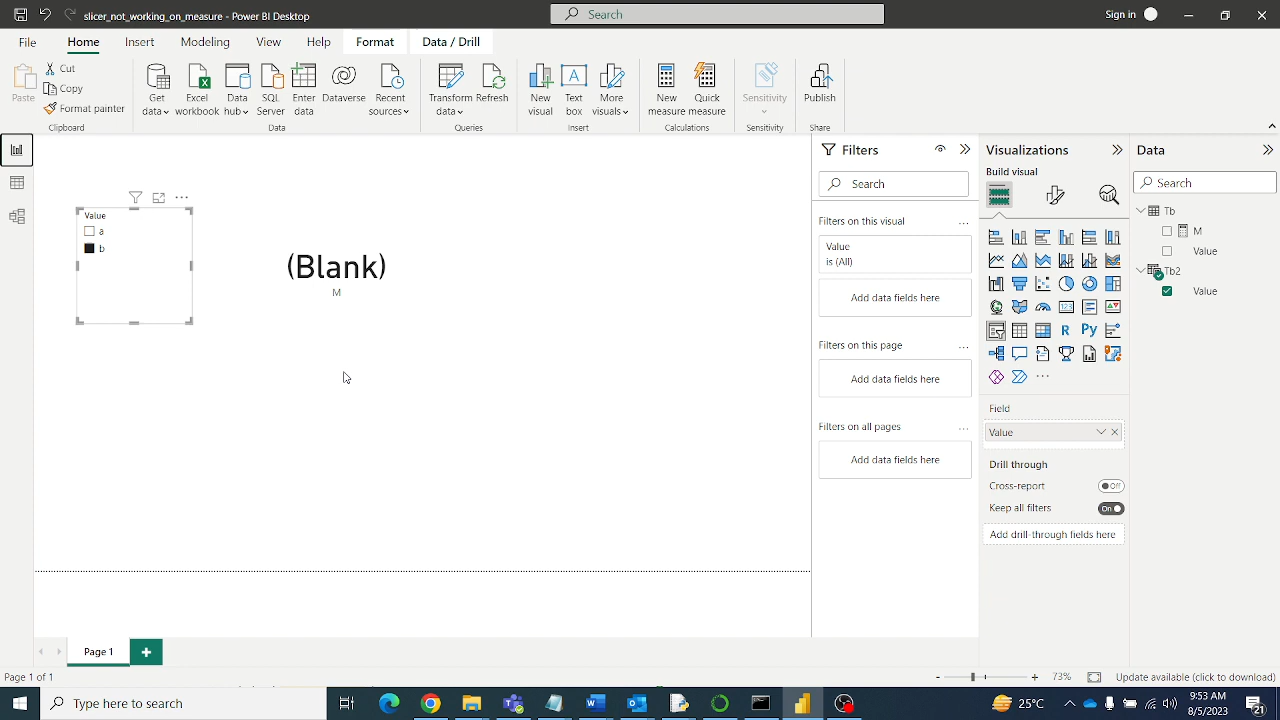 slicer_not_working_on_measure - Power BI Desktop
Search
Sign in
File
Home
Insert
Modeling
View
Help
Format
Data / Drill
Paste
Cut
Copy
Format painter
Clipboard
Get data
Excel workbook
Data hub
SQL Server
Enter data
Dataverse
Recent sources
Data
Transform data
Refresh
Queries
New visual
Text box
More visuals
Insert
New measure
Quick measure
Calculations
Sensitivity
Sensitivity
Publish
Share
Value
a
b
(Blank)
M
Filters
Search
Filters on this visual
Value
is (All)
Add data fields here
Filters on this page
Add data fields here
Filters on all pages
Add data fields here
Visualizations
Build visual
R
Py
123
Field
Value
Drill through
Cross-report
Off
Keep all filters
On
Add drill-through fields here
Data
Search
Tb
M
Value
Tb2
Value
Page 1
Page 1 of 1
73%
Update available (click to download)
Type here to search
25°C
9:53 AM
8/5/2023
1